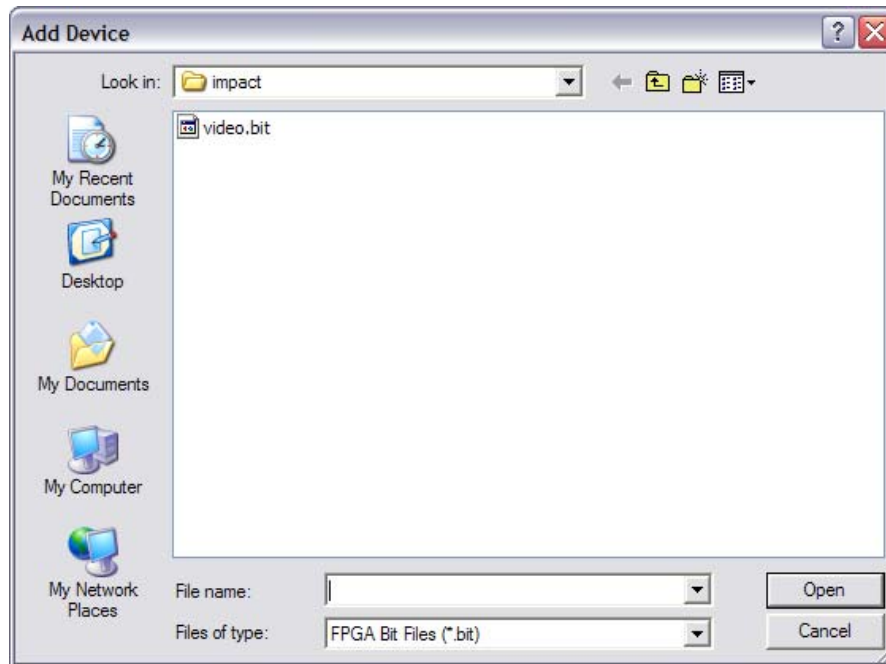 Add Device
Look in:
impact
video.bit
My Recent
Documents
Desktop
My Documents
My Computer
My Network
Places
File name:
Open
Files of type:
FPGA Bit Files (*.bit)
Cancel